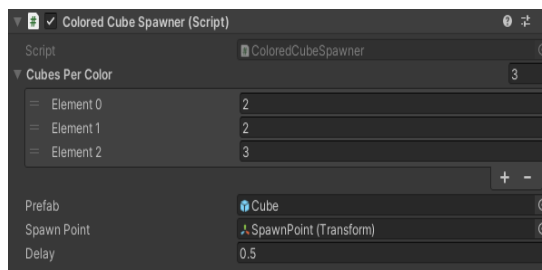 Colored Cube Spawner (Script)
Script ColoredCubeSpawner
Cubes Per Color 3
Element 0 2
Element 1 2
Element 2 3
+ -
Prefab Cube
Spawn Point SpawnPoint (Transform)
Delay 0.5